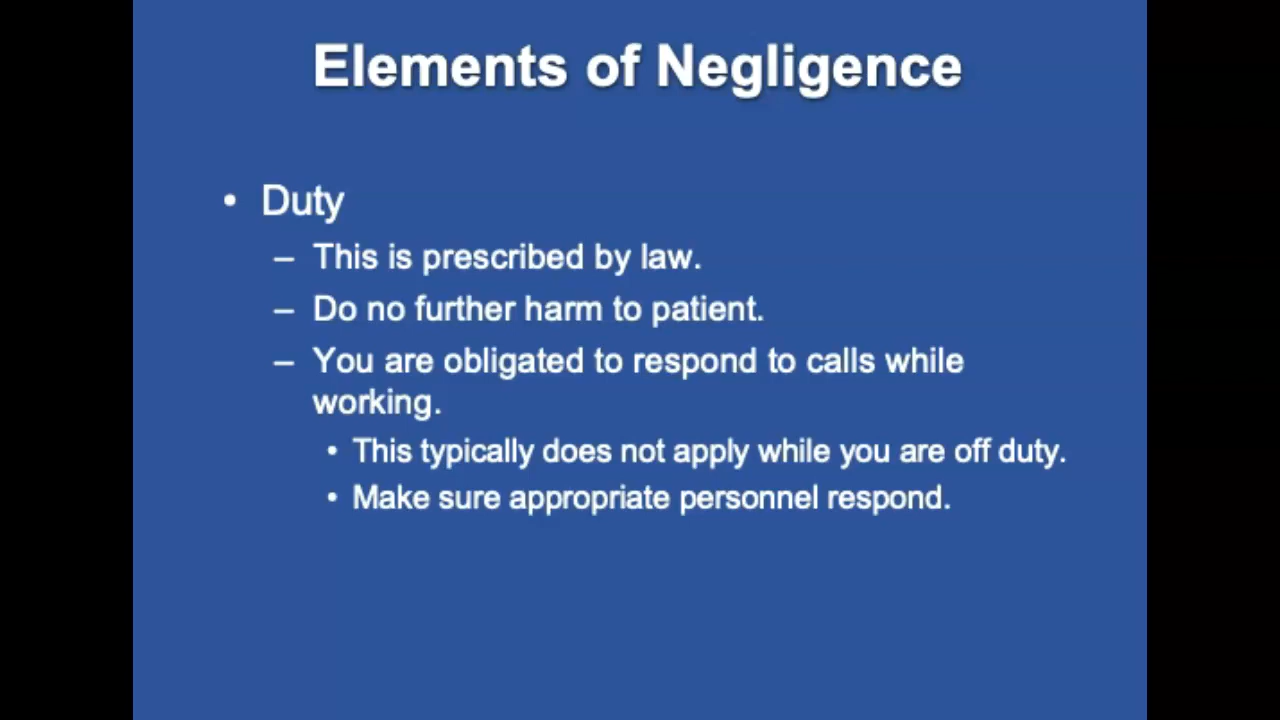 Elements of Negligence
• Duty
– This is prescribed by law.
– Do no further harm to patient.
– You are obligated to respond to calls while
working.
• This typically does not apply while you are off duty.
• Make sure appropriate personnel respond.